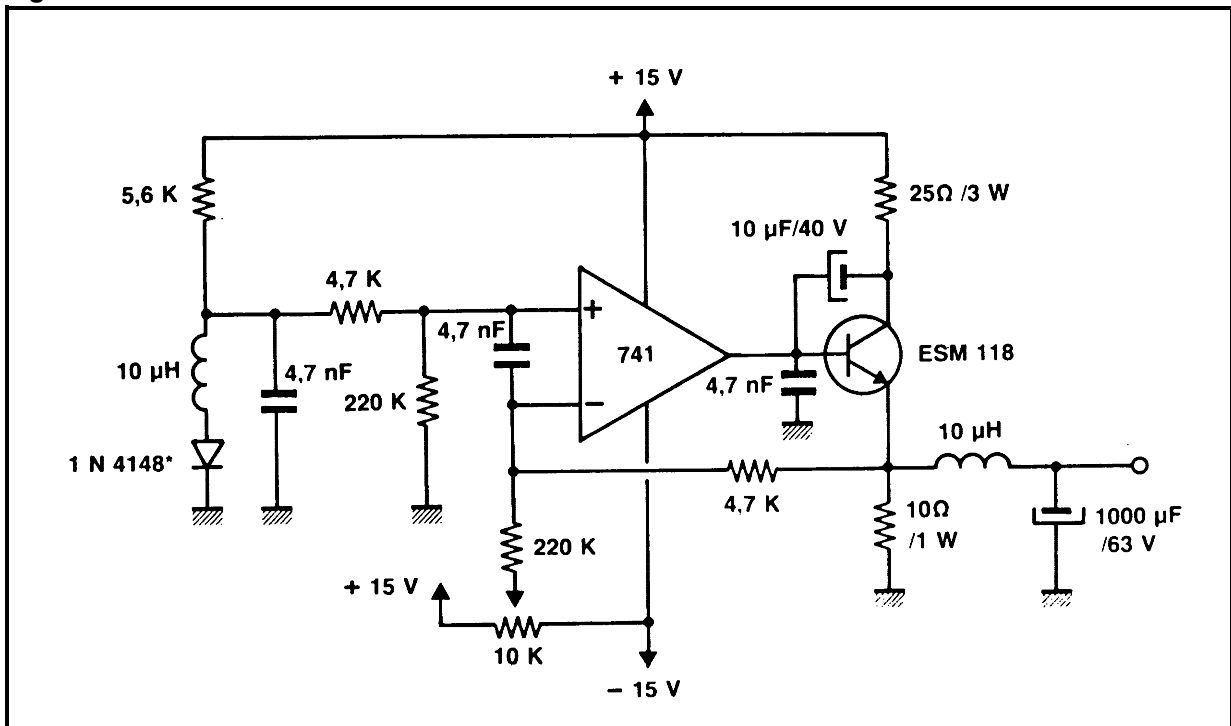 + 15 V
5,6 K
25Ω /3 W
10 µF/40 V
4,7 K
4,7 nF
+
741
ESM 118
10 µH
4,7 nF
4,7 nF
220 K
−
10 µH
1 N 4148*
4,7 K
10Ω
/1 W
1000 µF
/63 V
220 K
+ 15 V
10 K
− 15 V